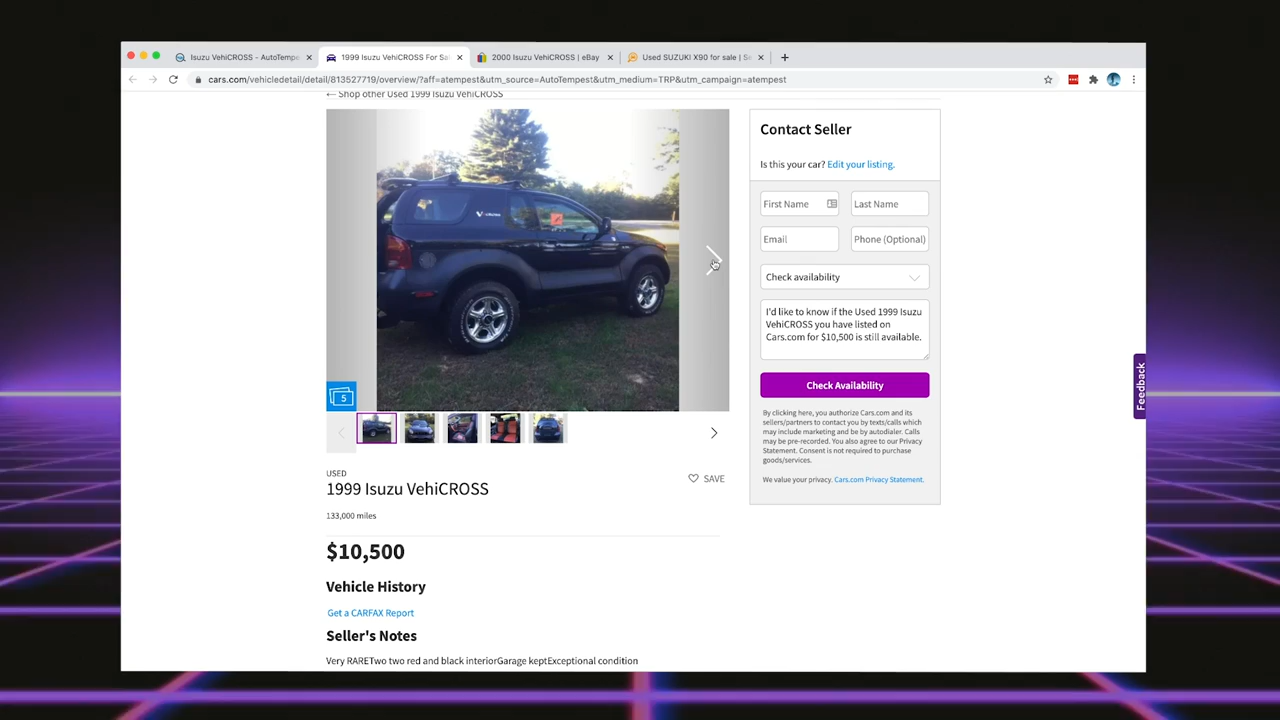 Isuzu VehiCROSS - AutoTempe
1999 Isuzu VehiCROSS For Sa
2000 Isuzu VehiCROSS | eBay
Used SUZUKI X90 for sale | Se
cars.com/vehicledetail/detail/813527719/overview/?aff=atempest&utm_source=AutoTempest&utm_medium=TRP&utm_campaign=atempest
← Shop other Used 1999 Isuzu VehiCROSS
Contact Seller
Is this your car? Edit your listing.
First Name
Last Name
Email
Phone (Optional)
Check availability
I'd like to know if the Used 1999 Isuzu
VehiCROSS you have listed on
Cars.com for $10,500 is still available.
Check Availability
By clicking here, you authorize Cars.com and its
sellers/partners to contact you by texts/calls which
may include marketing and be by autodialer. Calls
may be pre-recorded. You also agree to our Privacy
Statement. Consent is not required to purchase
goods/services.
We value your privacy. Cars.com Privacy Statement.
Feedback
5
USED
SAVE
1999 Isuzu VehiCROSS
133,000 miles
$10,500
Vehicle History
Get a CARFAX Report
Seller's Notes
Very RARETwo two red and black interiorGarage keptExceptional condition